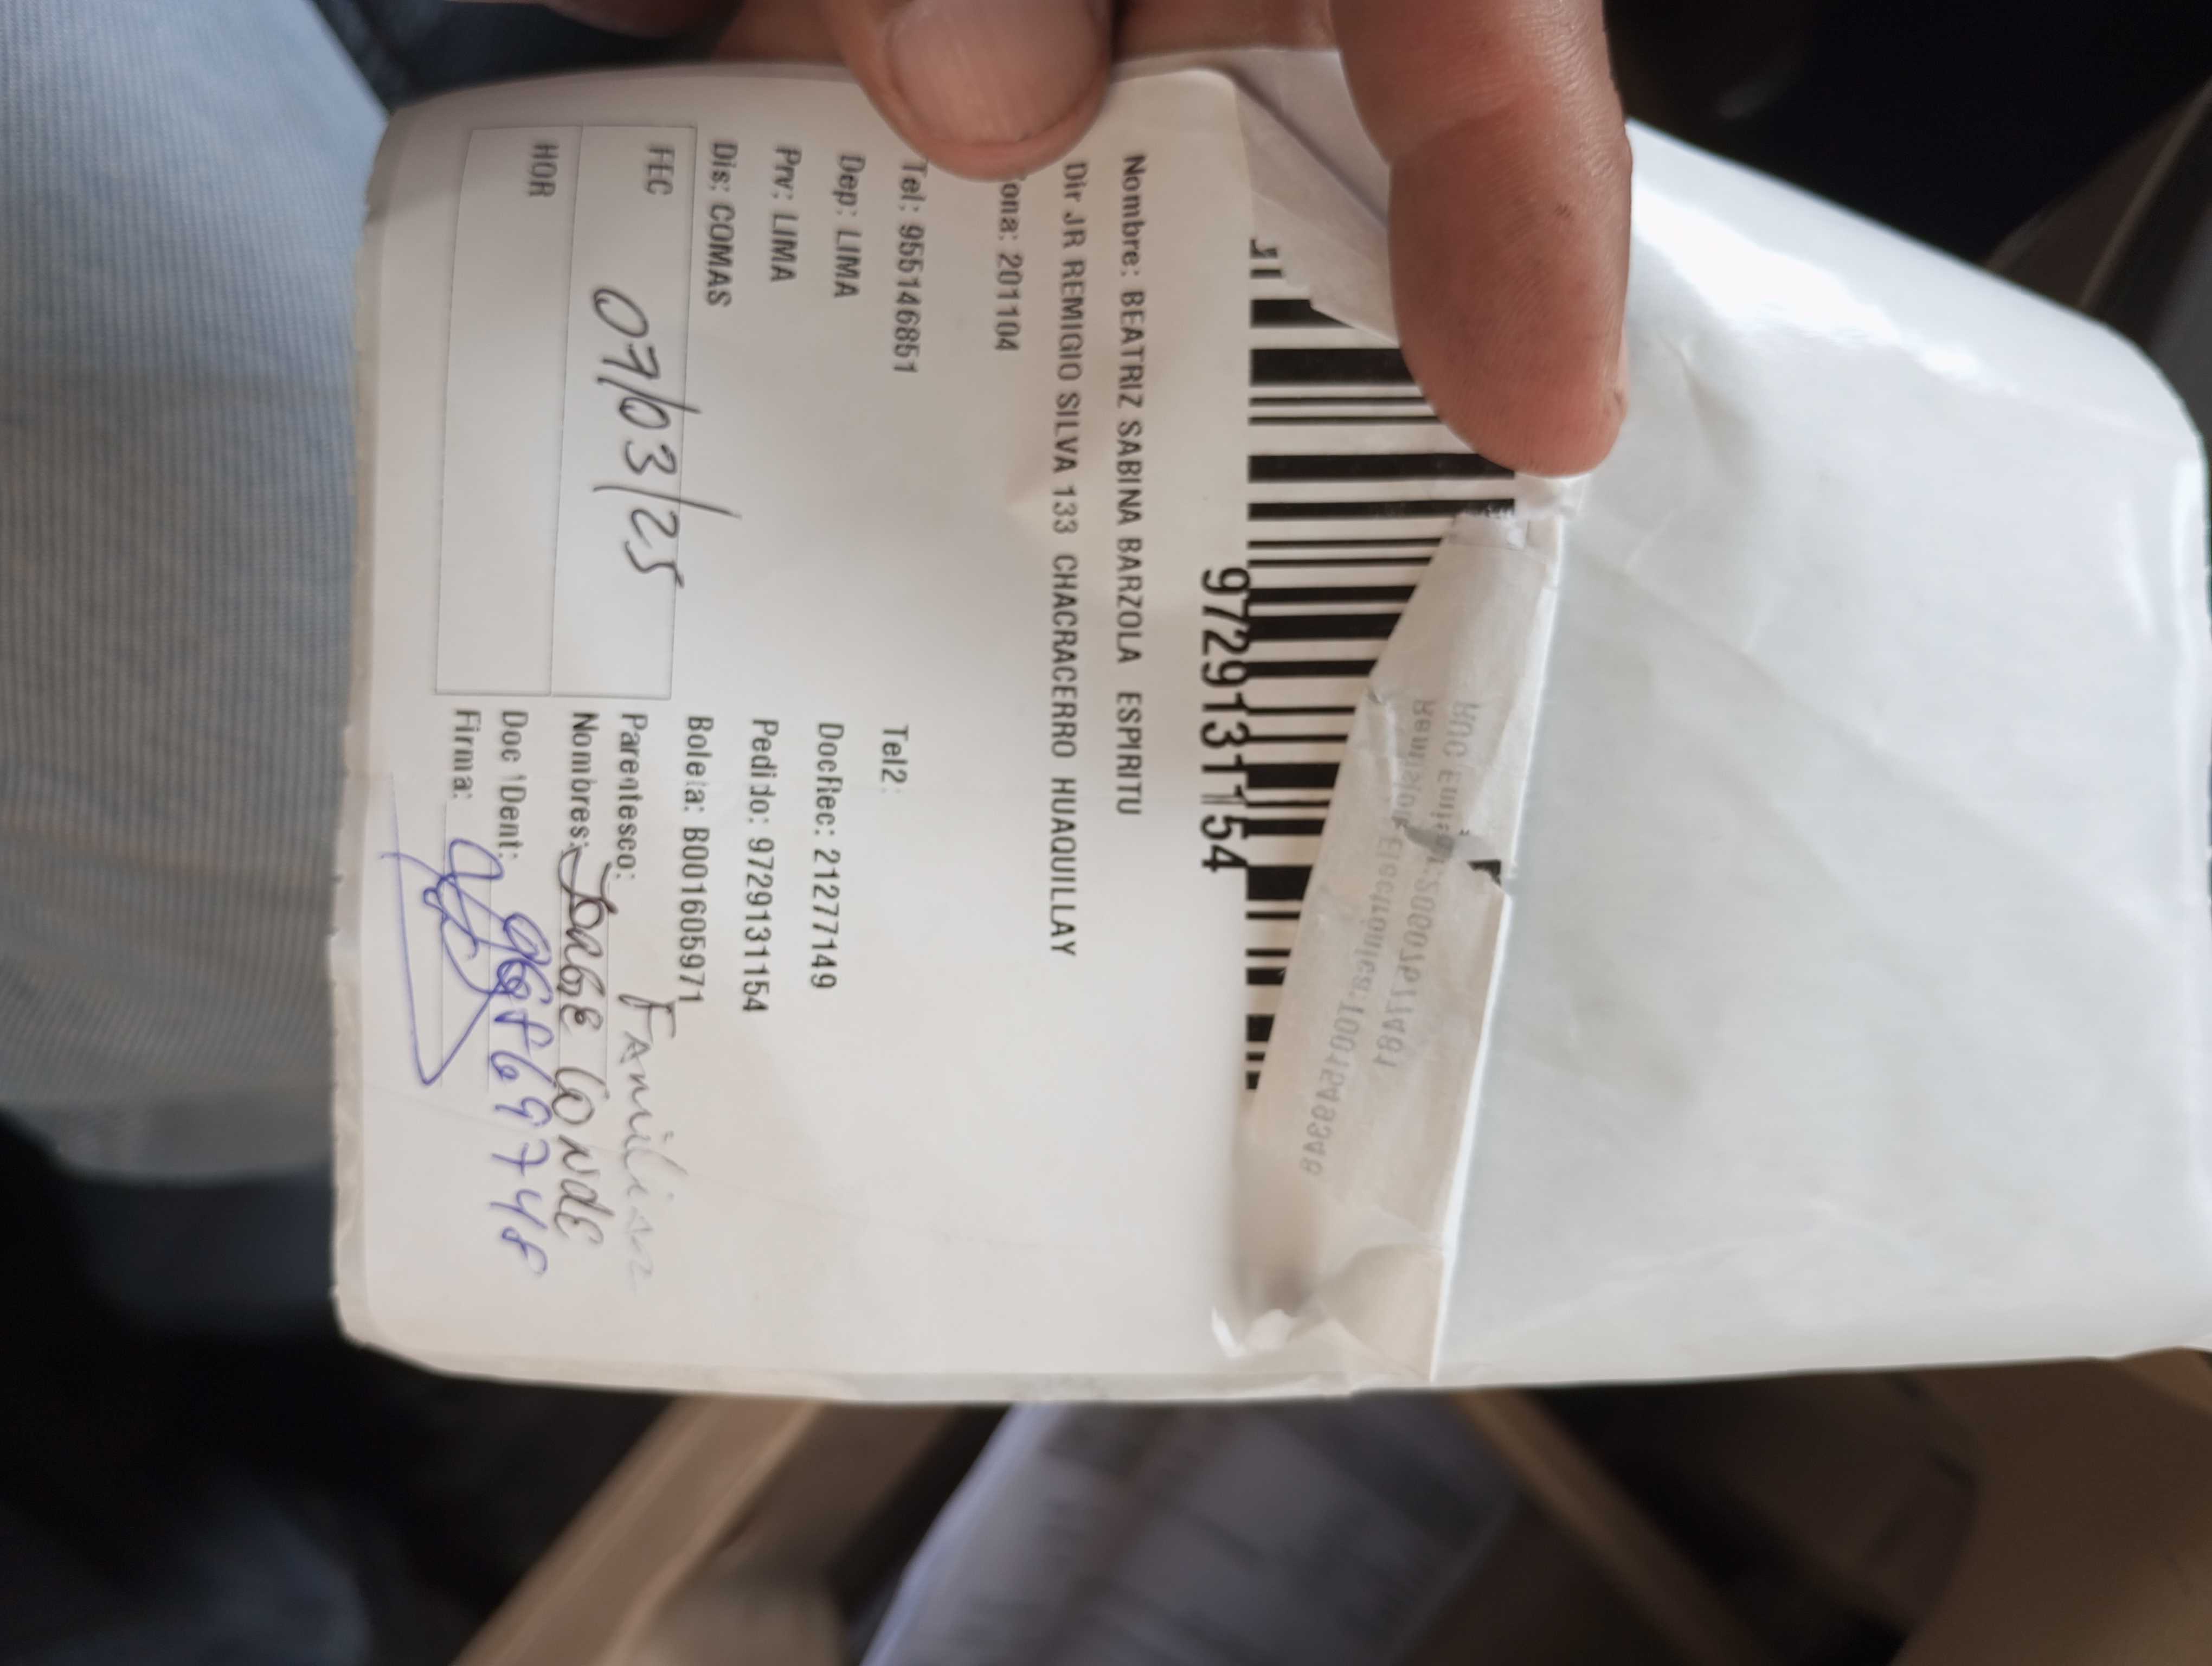 9729131154
Nombre: BEATRIZ SABINA BARZOLA ESPIRITU
Dir JR REMIGIO SILVA 133 CHACRACERRO HUAQUILLAY
ona: 201104
Tel: 955146851 Tel2:
Dep: LIMA DocRec: 21277149
Prv: LIMA Pedido: 9729131154
Dis: COMAS Boleta: B001605971
FEC 07/03/25 Parentesco: Familiar
Nombres: JORGE CONDE
HOR Doc IDent:
Firma: